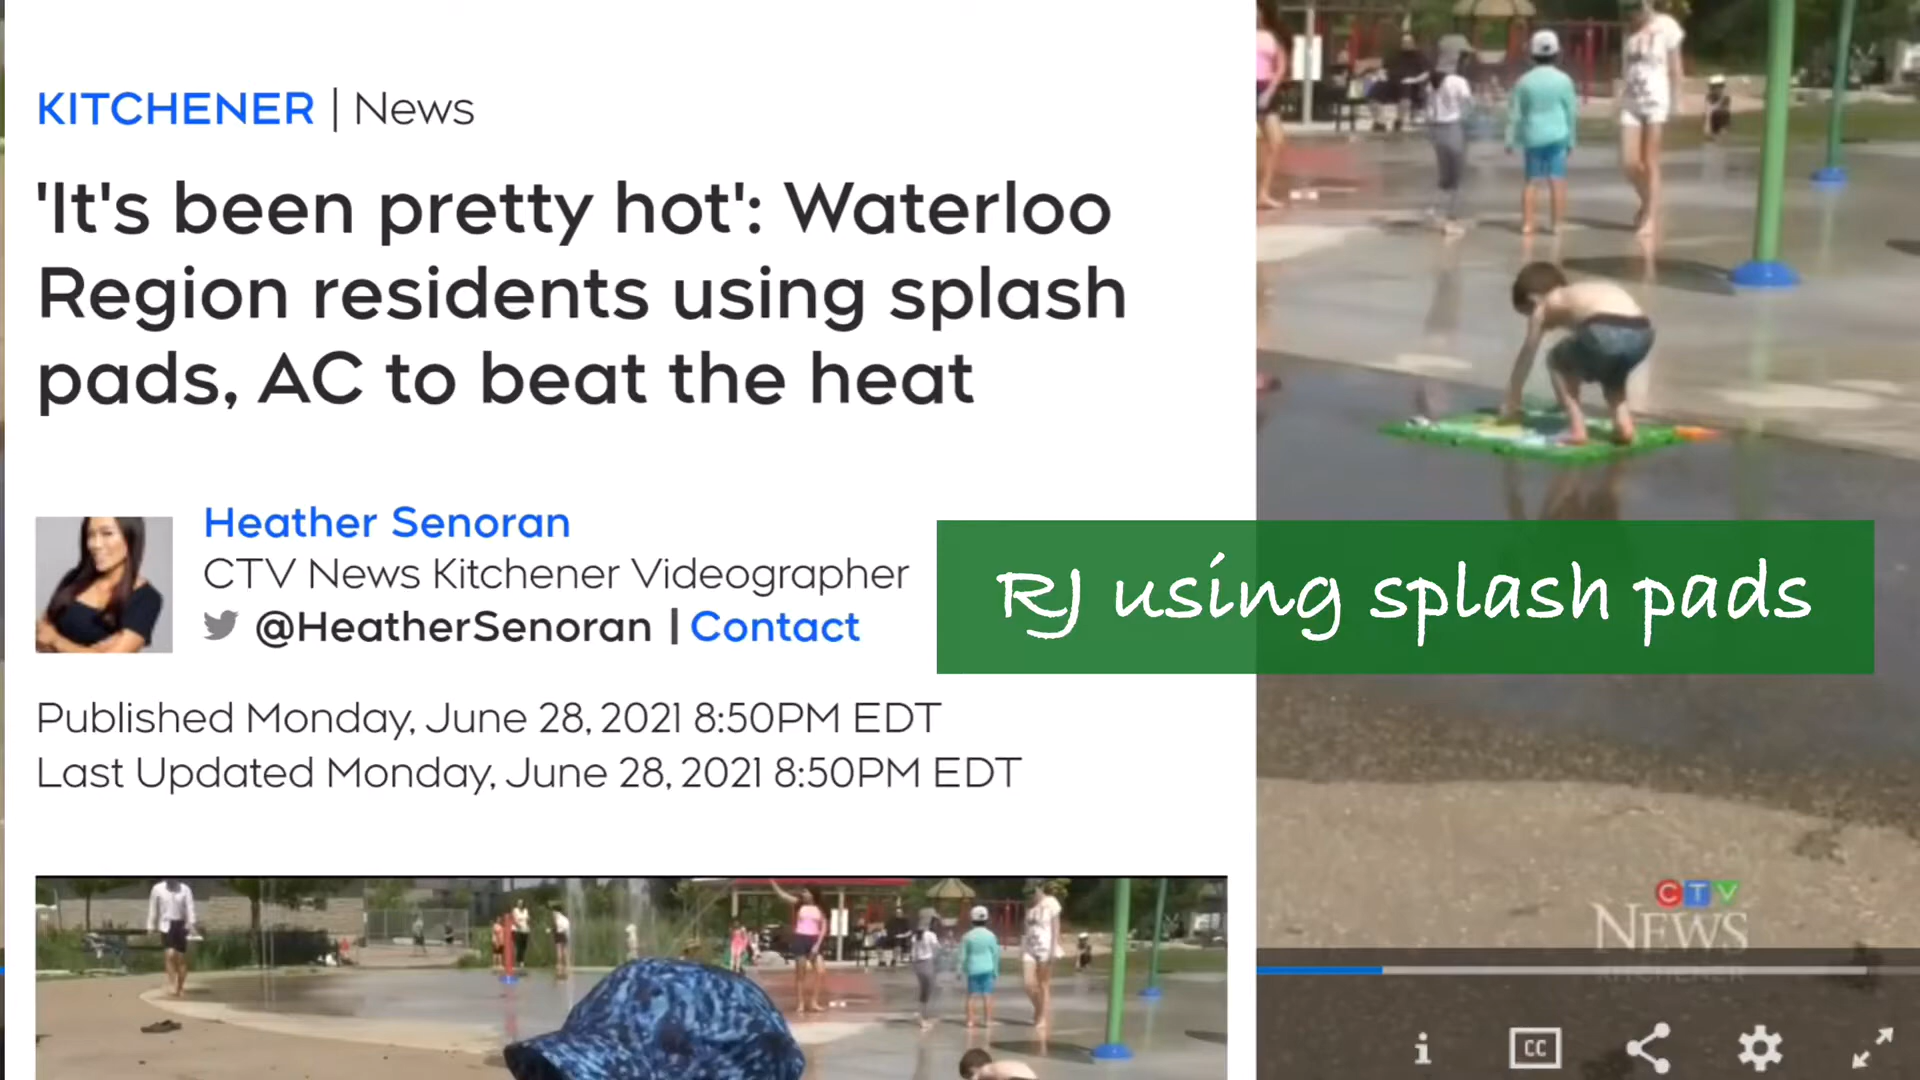 KITCHENER | News
'It's been pretty hot': Waterloo
Region residents using splash
pads, AC to beat the heat
Heather Senoran
CTV News Kitchener Videographer
@HeatherSenoran | Contact
Published Monday, June 28, 2021 8:50PM EDT
Last Updated Monday, June 28, 2021 8:50PM EDT
RJ using splash pads
CTV
NEWS
KITCHENER
i
CC